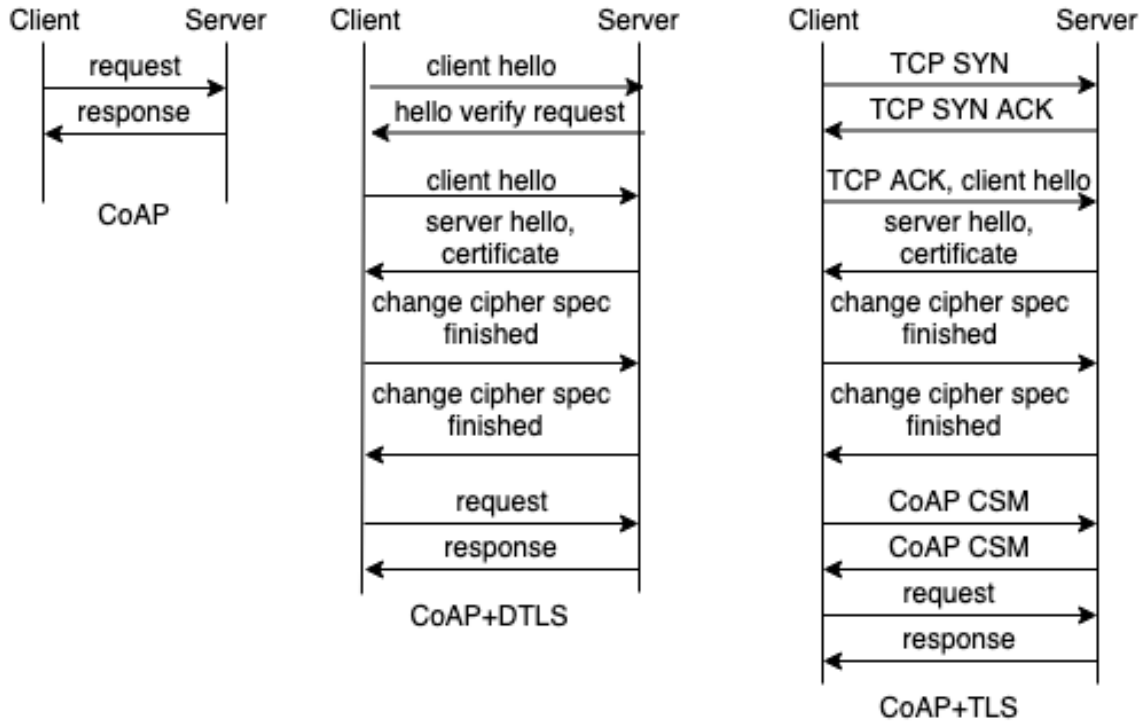 Client Server
request
response
CoAP
Client Server
client hello
hello verify request
client hello
server hello,
certificate
change cipher spec
finished
change cipher spec
finished
request
response
CoAP+DTLS
Client Server
TCP SYN
TCP SYN ACK
TCP ACK, client hello
server hello,
certificate
change cipher spec
finished
change cipher spec
finished
CoAP CSM
CoAP CSM
request
response
CoAP+TLS